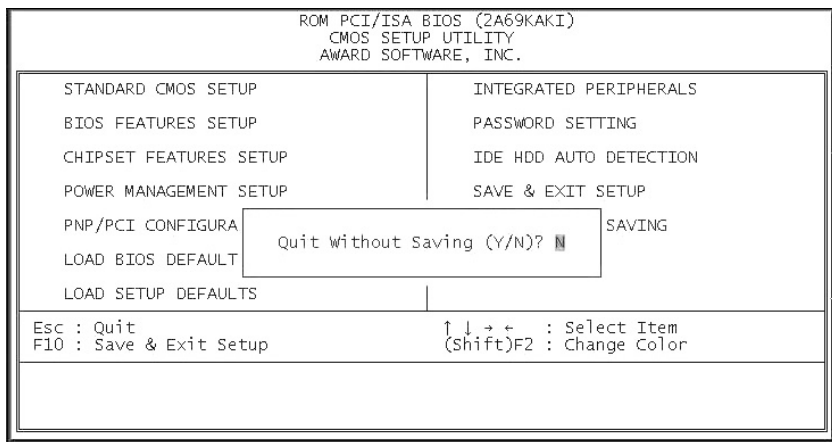 ROM PCI/ISA BIOS (2A69KAKI)
CMOS SETUP UTILITY
AWARD SOFTWARE, INC.
STANDARD CMOS SETUP
BIOS FEATURES SETUP
CHIPSET FEATURES SETUP
POWER MANAGEMENT SETUP
PNP/PCI CONFIGURA
LOAD BIOS DEFAULT
LOAD SETUP DEFAULTS
INTEGRATED PERIPHERALS
PASSWORD SETTING
IDE HDD AUTO DETECTION
SAVE & EXIT SETUP
SAVING
Quit Without Saving (Y/N)? N
Esc : Quit
F10 : Save & Exit Setup
↑ ↓ → ← : Select Item
(Shift)F2 : Change Color